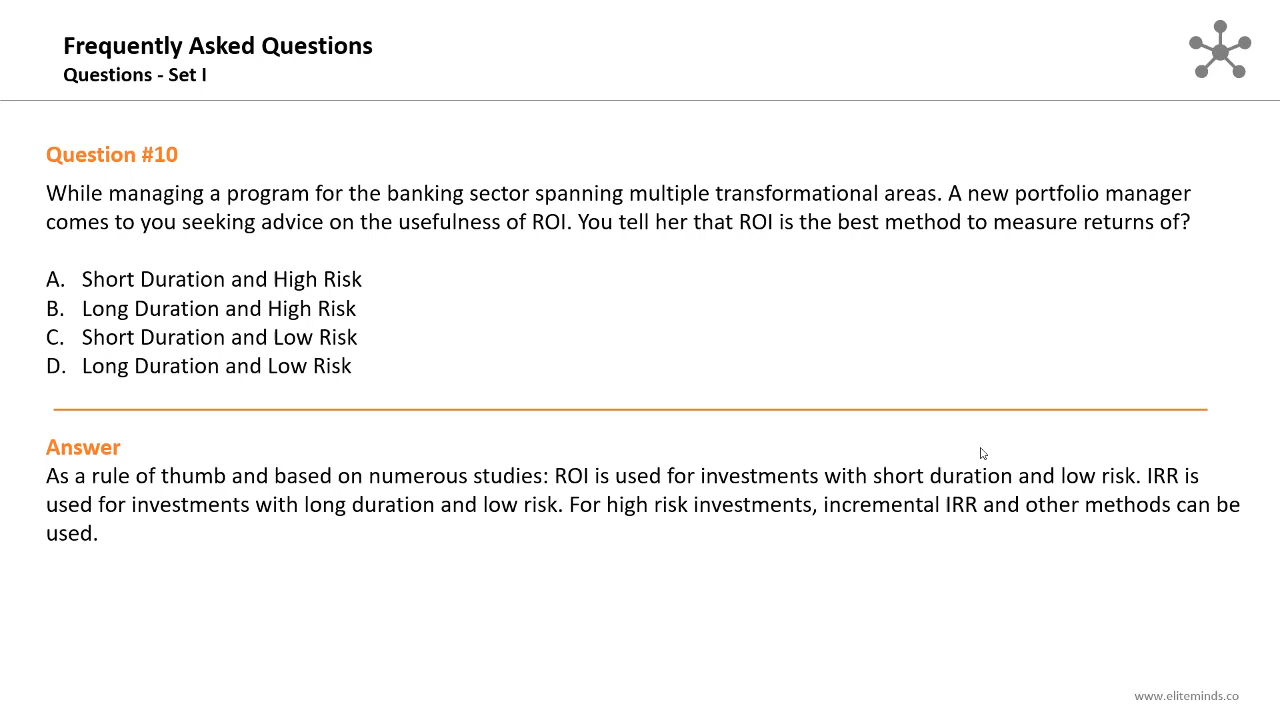 Frequently Asked Questions
Questions - Set I
Question #10
While managing a program for the banking sector spanning multiple transformational areas. A new portfolio manager
comes to you seeking advice on the usefulness of ROI. You tell her that ROI is the best method to measure returns of?
A. Short Duration and High Risk
B. Long Duration and High Risk
C. Short Duration and Low Risk
D. Long Duration and Low Risk
Answer
As a rule of thumb and based on numerous studies: ROI is used for investments with short duration and low risk. IRR is
used for investments with long duration and low risk. For high risk investments, incremental IRR and other methods can be
used.
www.eliteminds.co